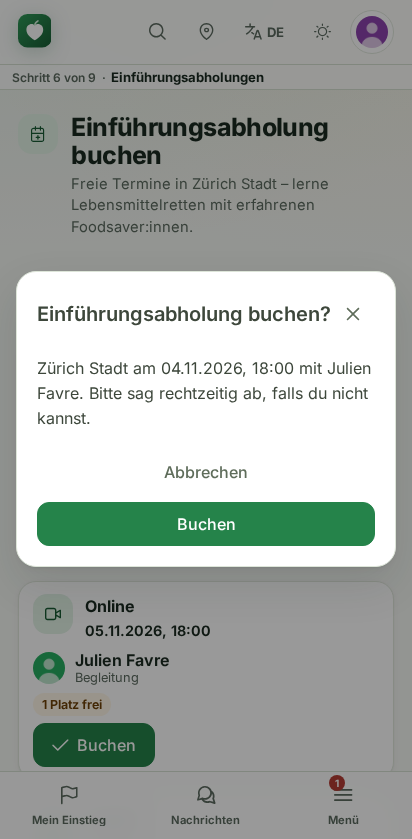 DE
Schritt 6 von 9 · Einführungsabholungen
Einführungsabholung
buchen
Freie Termine in Zürich Stadt – lerne
Lebensmittelretten mit erfahrenen
Foodsaver:innen.
Einführungsabholung buchen?
Zürich Stadt am 04.11.2026, 18:00 mit Julien
Favre. Bitte sag rechtzeitig ab, falls du nicht
kannst.
Abbrechen
Buchen
Online
05.11.2026, 18:00
Julien Favre
Begleitung
1 Platz frei
Buchen
1
Mein Einstieg
Nachrichten
Menü